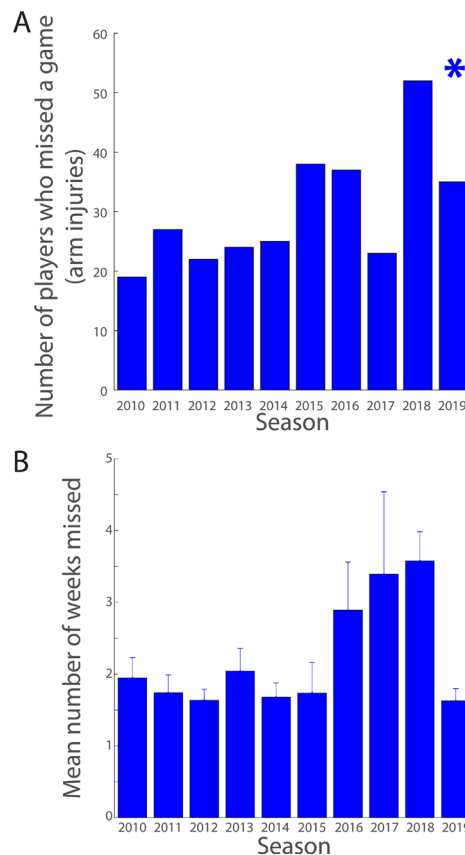 A
Number of players who missed a game
(arm injuries)
60
50
40
30
20
10
0
*
2010 2011 2012 2013 2014 2015 2016 2017 2018 2019
Season
B
Mean number of weeks missed
5
4
3
2
1
0
2010 2011 2012 2013 2014 2015 2016 2017 2018 2019
Season